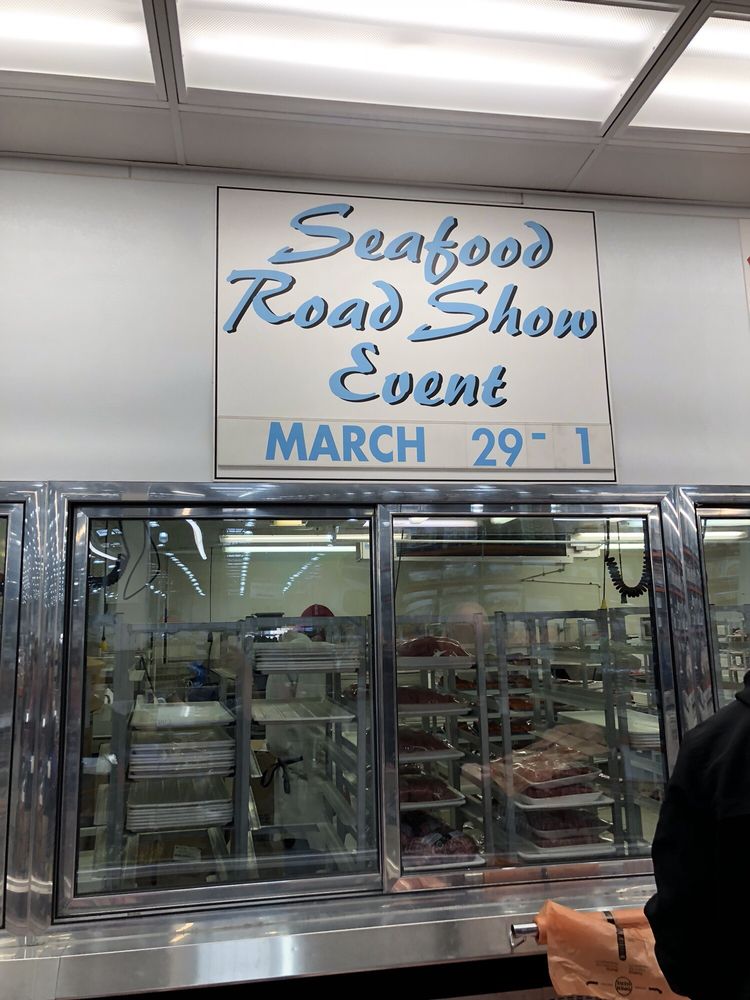 Seafood
Road Show
Event
MARCH 29- 1